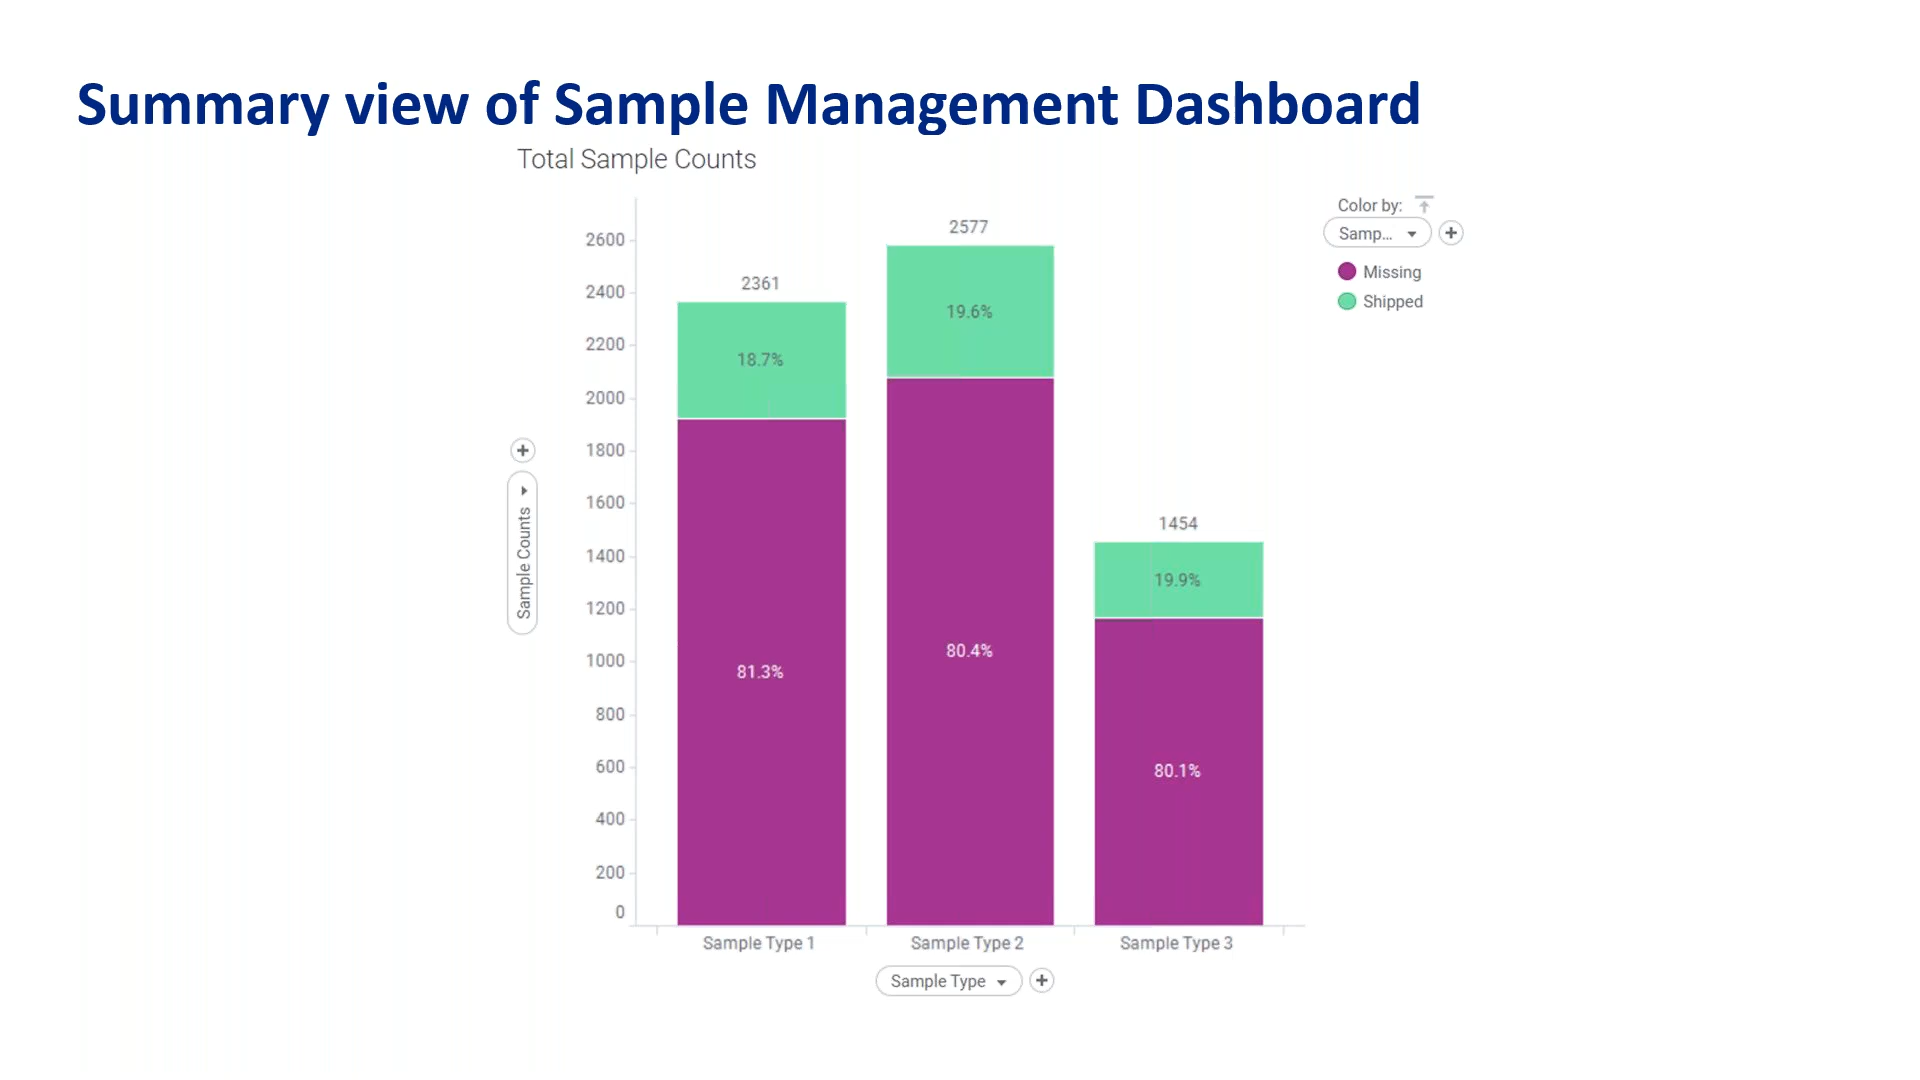 Summary view of Sample Management Dashboard
Total Sample Counts
Color by:
Samp...
Missing
Shipped
Sample Counts
2600
2400
2200
2000
1800
1600
1400
1200
1000
800
600
400
200
0
2361
18.7%
81.3%
2577
19.6%
80.4%
1454
19.9%
80.1%
Sample Type 1
Sample Type 2
Sample Type 3
Sample Type